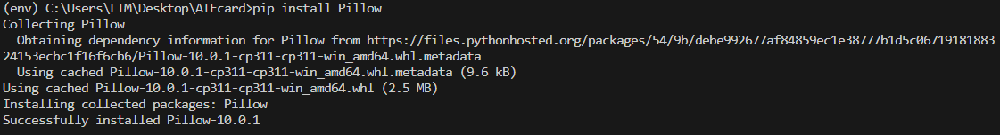 (env) C:\Users\LIM\Desktop\AIEcard>pip install Pillow
Collecting Pillow
  Obtaining dependency information for Pillow from https://files.pythonhosted.org/packages/54/9b/debe992677af84859ec1e38777b1d5c06719181883
24153ecbc1f16f6cb6/Pillow-10.0.1-cp311-cp311-win_amd64.whl.metadata
  Using cached Pillow-10.0.1-cp311-cp311-win_amd64.whl.metadata (9.6 kB)
Using cached Pillow-10.0.1-cp311-cp311-win_amd64.whl (2.5 MB)
Installing collected packages: Pillow
Successfully installed Pillow-10.0.1